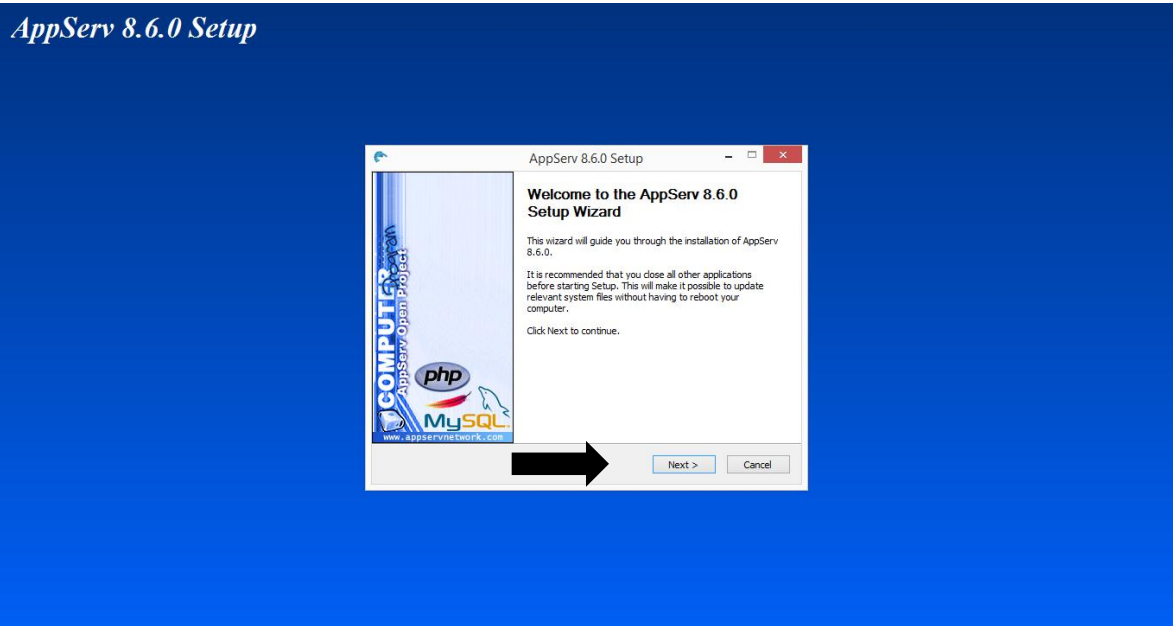 AppServ 8.6.0 Setup
AppServ 8.6.0 Setup
Welcome to the AppServ 8.6.0
Setup Wizard
This wizard will guide you through the installation of AppServ
8.6.0.
It is recommended that you close all other applications
before starting Setup. This will make it possible to update
relevant system files without having to reboot your
computer.
Click Next to continue.
COMPUTER
Program
AppServ Open Project
php
MySQL
www.appservnetwork.com
Next >
Cancel